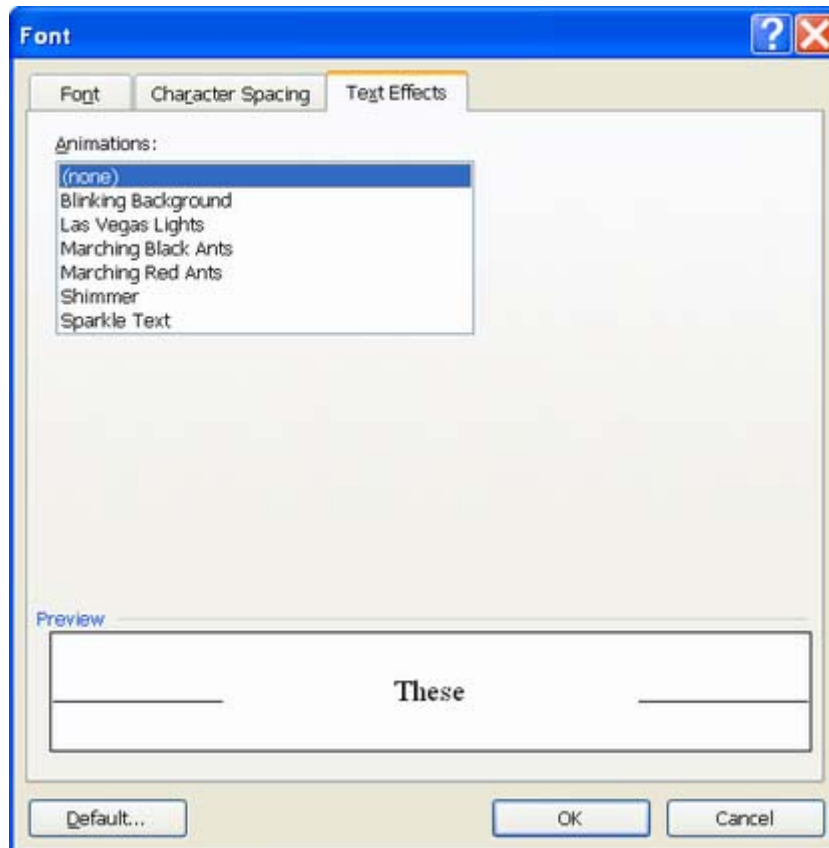 Font
?
Font Character Spacing Text Effects
Animations:
(none)
Blinking Background
Las Vegas Lights
Marching Black Ants
Marching Red Ants
Shimmer
Sparkle Text
Preview
These
Default... OK Cancel